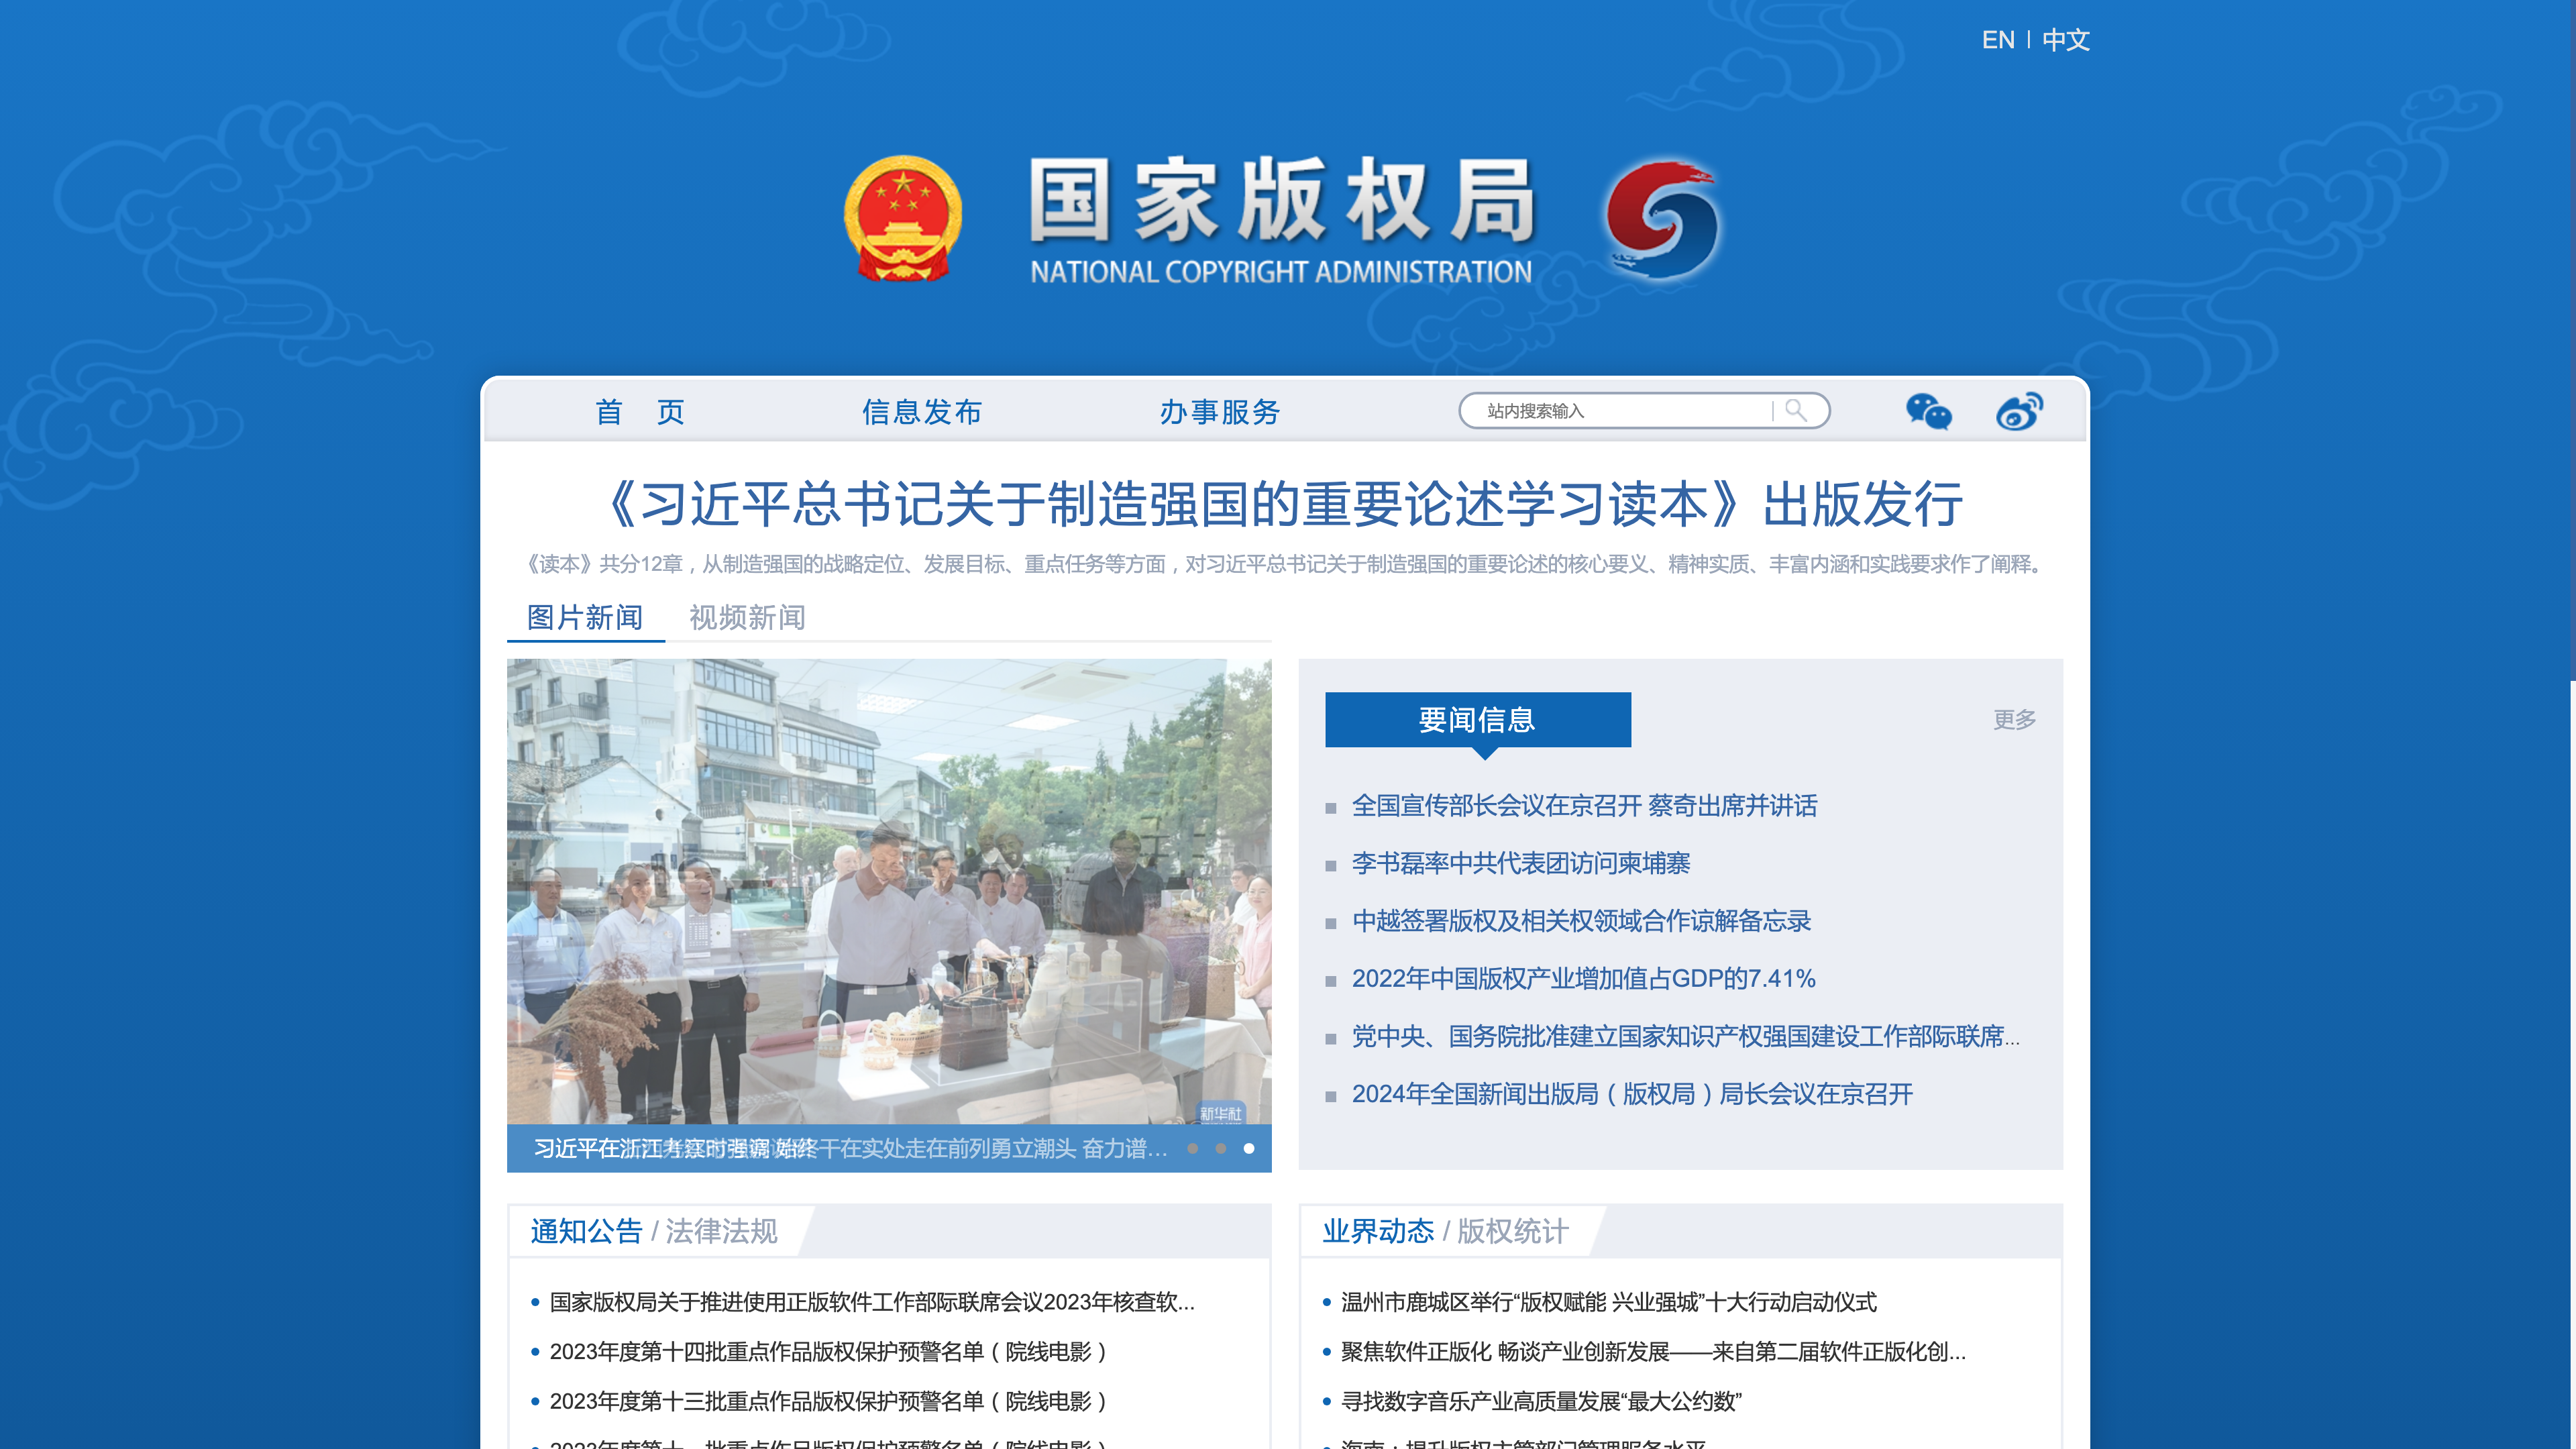 EN | 中文
国家版权局
NATIONAL COPYRIGHT ADMINISTRATION
首 页 信息发布 办事服务 站内搜索输入
《习近平总书记关于制造强国的重要论述学习读本》出版发行
《读本》共分12章，从制造强国的战略定位、发展目标、重点任务等方面，对习近平总书记关于制造强国的重要论述的核心要义、精神实质、丰富内涵和实践要求作了阐释。
图片新闻 视频新闻
要闻信息 更多
全国宣传部长会议在京召开 蔡奇出席并讲话
李书磊率中共代表团访问柬埔寨
中越签署版权及相关权领域合作谅解备忘录
2022年中国版权产业增加值占GDP的7.41%
党中央、国务院批准建立国家知识产权强国建设工作部际联席...
2024年全国新闻出版局（版权局）局长会议在京召开
新华社
习近平在 干在实处走在前列勇立潮头 奋力谱...
通知公告 / 法律法规
国家版权局关于推进使用正版软件工作部际联席会议2023年核查软...
2023年度第十四批重点作品版权保护预警名单（院线电影）
2023年度第十三批重点作品版权保护预警名单（院线电影）
业界动态 / 版权统计
温州市鹿城区举行“版权赋能 兴业强城”十大行动启动仪式
聚焦软件正版化 畅谈产业创新发展——来自第二届软件正版化创...
寻找数字音乐产业高质量发展“最大公约数”